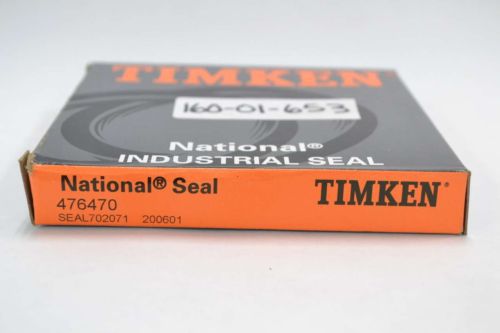 TIMKEN
160-01-653
National®
INDUSTRIAL SEAL
National® Seal
TIMKEN®
476470
SEAL702071 200601